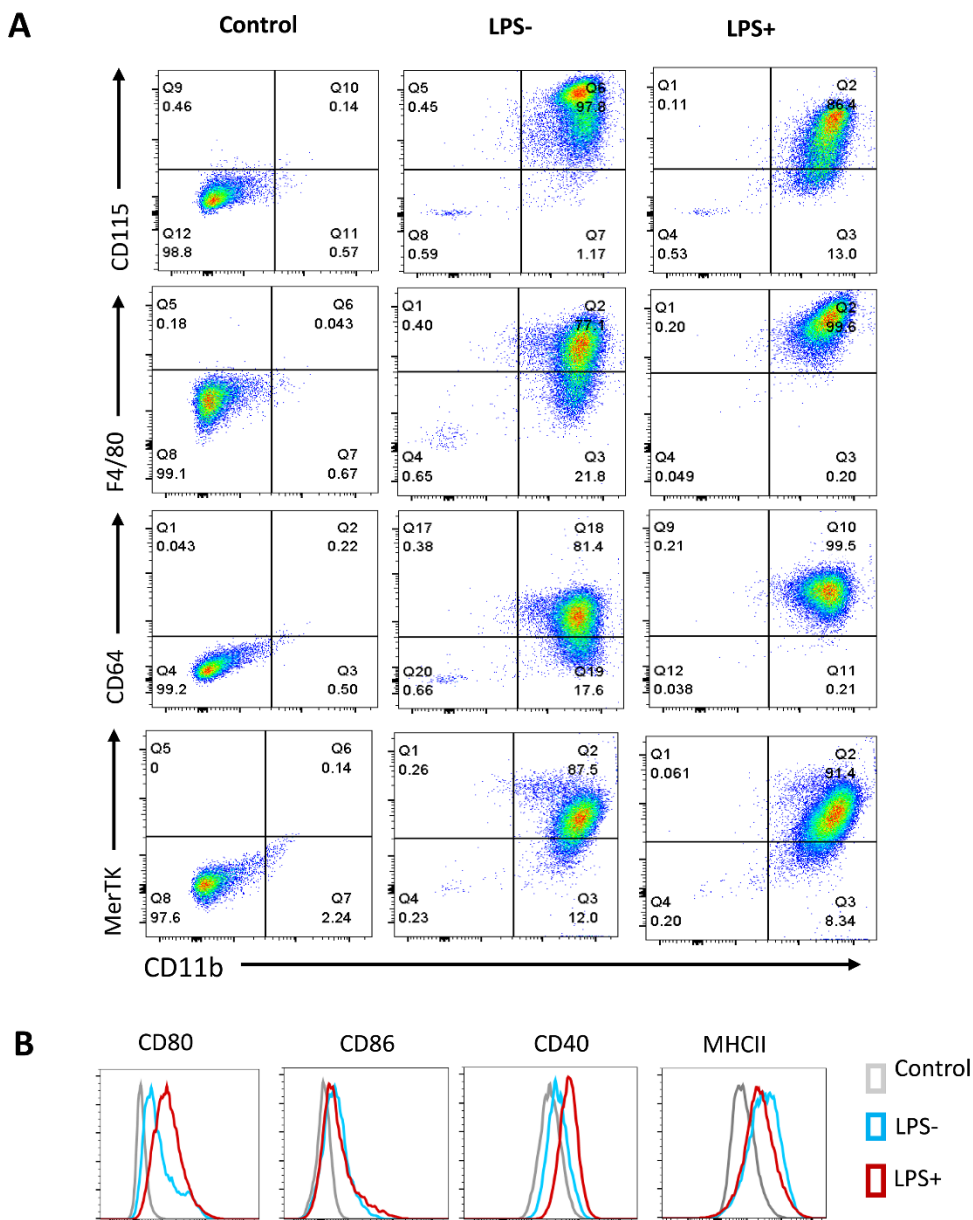 A
Control LPS- LPS+
CD115
Q9 Q10
0.46 0.14
Q12 Q11
98.8 0.57
Q5 Q6
0.45 97.8
Q8 Q7
0.59 1.17
Q1 Q2
0.11 86.4
Q4 Q3
0.53 13.0
F4/80
Q5 Q6
0.18 0.043
Q8 Q7
99.1 0.67
Q1 Q2
0.40 77.1
Q4 Q3
0.65 21.8
Q1 Q2
0.20 99.6
Q4 Q3
0.049 0.20
CD64
Q1 Q2
0.043 0.22
Q4 Q3
99.2 0.50
Q17 Q18
0.38 81.4
Q20 Q19
0.66 17.6
Q9 Q10
0.21 99.5
Q12 Q11
0.038 0.21
MerTK
Q5 Q6
0 0.14
Q8 Q7
97.6 2.24
Q1 Q2
0.26 87.5
Q4 Q3
0.23 12.0
Q1 Q2
0.061 91.4
Q4 Q3
0.20 8.34
CD11b
B
CD80 CD86 CD40 MHCII
Control
LPS-
LPS+